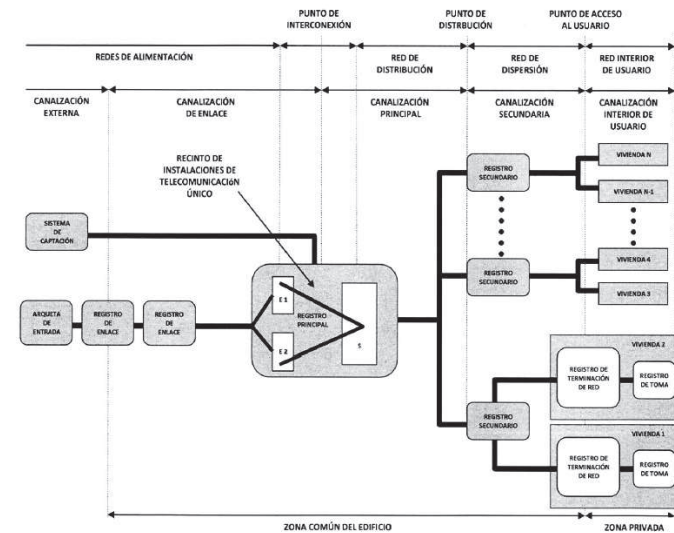 PUNTO DE
INTERCONEXIÓN
PUNTO DE
DISTRBUCIÓN
PUNTO DE ACCESO
AL USUARIO
REDES DE ALIMENTACIÓN
RED DE
DISTRIBUCIÓN
RED DE
DISPERSIÓN
RED INTERIOR
DE USUARIO
CANALZACIÓN
EXTERNA
CANALIZACIÓN
DE ENLACE
CANALIZACIÓN
PRINCIPAL
CANALIZACIÓN
SECUNDARIA
CANALIZACIÓN
INTERIOR DE
USUARIO
RECINTO DE
INSTALACIONES DE
TELECOMUNICACIÓN
ÚNICO
SISTEMA
DE
CAPTACIÓN
ARQUETA
DE
ENTRADA
REGISTRO
DE
ENLACE
REGISTRO
DE
ENLACE
E 1
REGISTRO
PRINCIPAL
E 2
S
REGISTRO
SECUNDARIO
VIVIENDA N
VIVIENDA N-1
REGISTRO
SECUNDARIO
VIVIENDA 4
VIVIENDA 3
REGISTRO
SECUNDARIO
VIVIENDA 2
REGISTRO DE
TERMINACIÓN
DE RED
REGISTRO
DE TOMA
VIVIENDA 1
REGISTRO DE
TERMINACIÓN
DE RED
REGISTRO
DE TOMA
ZONA COMÚN DEL EDIFICIO
ZONA PRIVADA